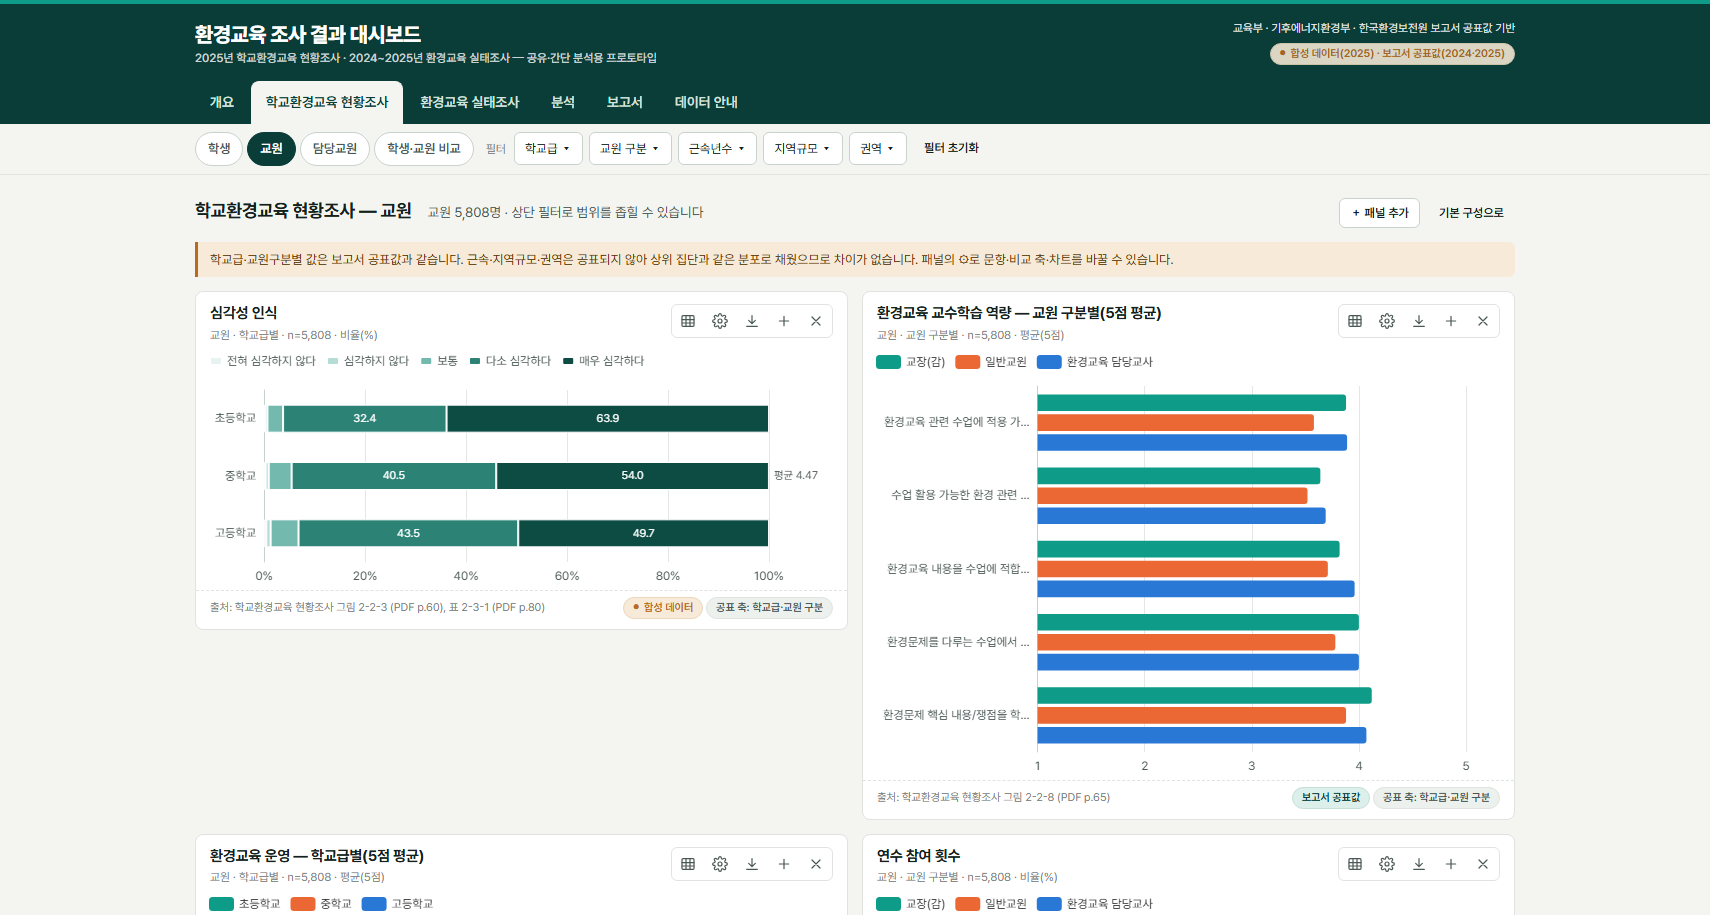 환경교육 조사 결과 대시보드
2025년 학교환경교육 현황조사 · 2024~2025년 환경교육 실태조사 — 공유·간단 분석용 프로토타입
교육부 · 기후에너지환경부 · 한국환경보전원 보고서 공표값 기반
합성 데이터(2025) · 보고서 공표값(2024·2025)
개요 학교환경교육 현황조사 환경교육 실태조사 분석 보고서 데이터 안내
학생 교원 담당교원 학생·교원 비교 필터 학교급 교원 구분 근속년수 지역규모 권역 필터 초기화
학교환경교육 현황조사 — 교원 교원 5,808명 · 상단 필터로 범위를 좁힐 수 있습니다
+ 패널 추가 기본 구성으로
학교급·교원구분별 값은 보고서 공표값과 같습니다. 근속·지역규모·권역은 공표되지 않아 상위 집단과 같은 분포로 채웠으므로 차이가 없습니다. 패널의 ⚙로 문항·비교 축·차트를 바꿀 수 있습니다.
심각성 인식
교원 · 학교급별 · n=5,808 · 비율(%)
전혀 심각하지 않다 심각하지 않다 보통 다소 심각하다 매우 심각하다
초등학교 32.4 63.9
중학교 40.5 54.0 평균 4.47
고등학교 43.5 49.7
0% 20% 40% 60% 80% 100%
출처: 학교환경교육 현황조사 그림 2-2-3 (PDF p.60), 표 2-3-1 (PDF p.80)
합성 데이터 공표 축: 학교급·교원 구분
환경교육 교수학습 역량 — 교원 구분별(5점 평균)
교원 · 교원 구분별 · n=5,808 · 평균(5점)
교장(감) 일반교원 환경교육 담당교사
환경교육 관련 수업에 적용 가...
수업 활용 가능한 환경 관련 ...
환경교육 내용을 수업에 적합...
환경문제를 다루는 수업에서 ...
환경문제 핵심 내용/쟁점을 학...
1 2 3 4 5
출처: 학교환경교육 현황조사 그림 2-2-8 (PDF p.65)
보고서 공표값 공표 축: 학교급·교원 구분
환경교육 운영 — 학교급별(5점 평균)
교원 · 학교급별 · n=5,808 · 평균(5점)
초등학교 중학교 고등학교
연수 참여 횟수
교원 · 교원 구분별 · n=5,808 · 비율(%)
교장(감) 일반교원 환경교육 담당교사